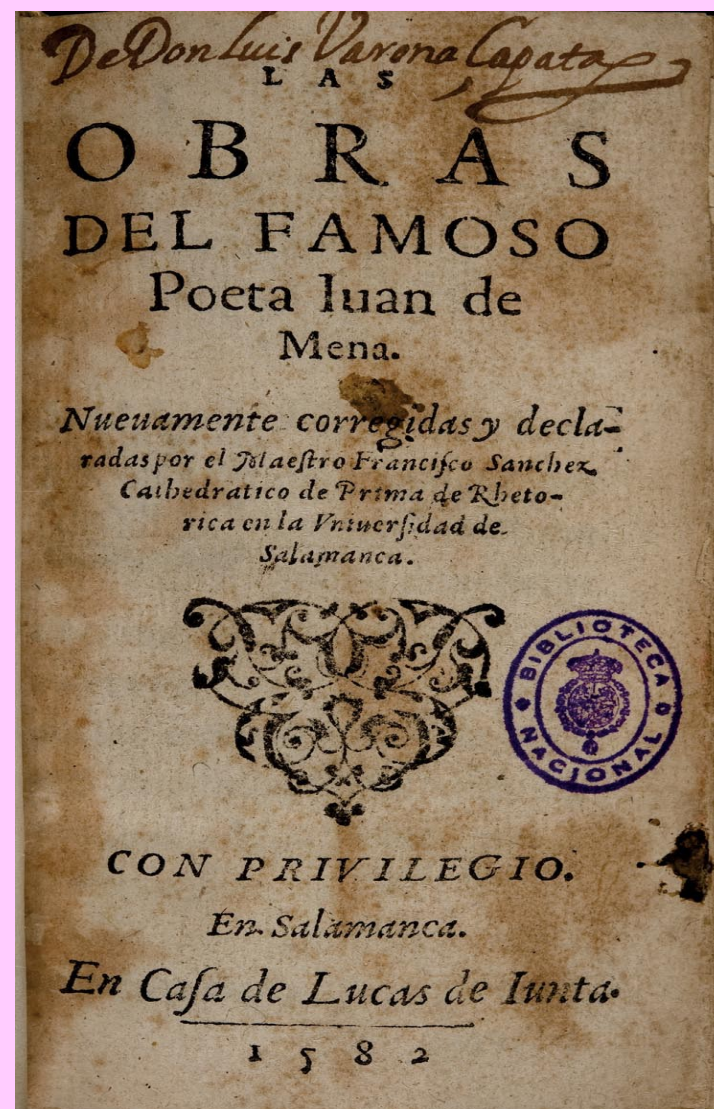 De Don Luis Varona Capata
LAS
OBRAS
DEL FAMOSO
Poeta Iuan de
Mena.
Nueuamente corregidas y decla-
radas por el Maeſtro Franciſco Sanchez
Cathedratico de Prima de Rheto-
rica en la Vniuerſidad de
Salamanca.
BIBLIOTECA
NACIONAL
CON PRIVILEGIO.
En Salamanca.
En Caſa de Lucas de Iunta.
1582